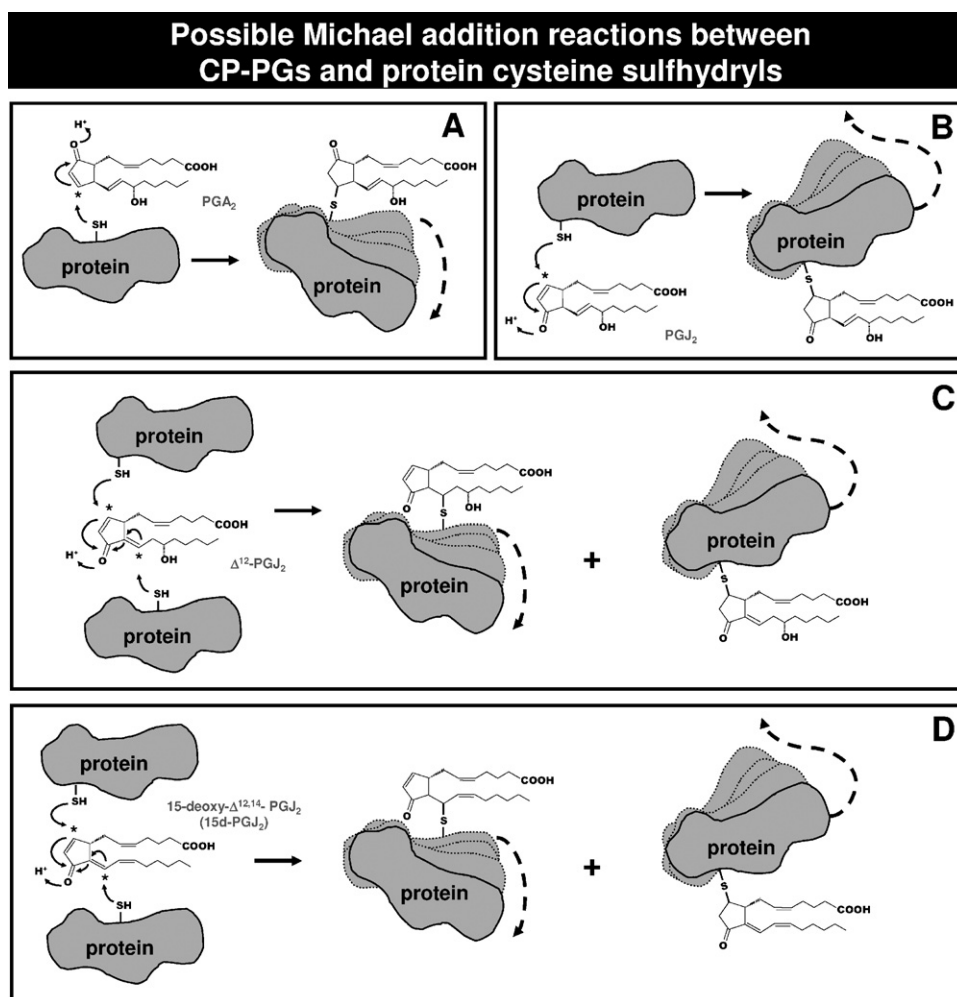 Possible Michael addition reactions between
CP-PGs and protein cysteine sulfhydryls
A
H⁺
O
COOH
*
OH
PGA₂
SH
protein
O
COOH
OH
S
protein
B
protein
SH
*
COOH
H⁺
O
OH
PGJ₂
protein
S
COOH
O
OH
C
protein
SH
*
COOH
H⁺
O
*
OH
Δ¹²-PGJ₂
SH
protein
COOH
O
OH
S
protein
+
protein
S
COOH
O
OH
D
protein
SH
15-deoxy-Δ¹²,¹⁴- PGJ₂
(15d-PGJ₂)
*
COOH
H⁺
O
*
SH
protein
COOH
O
S
protein
+
protein
S
COOH
O